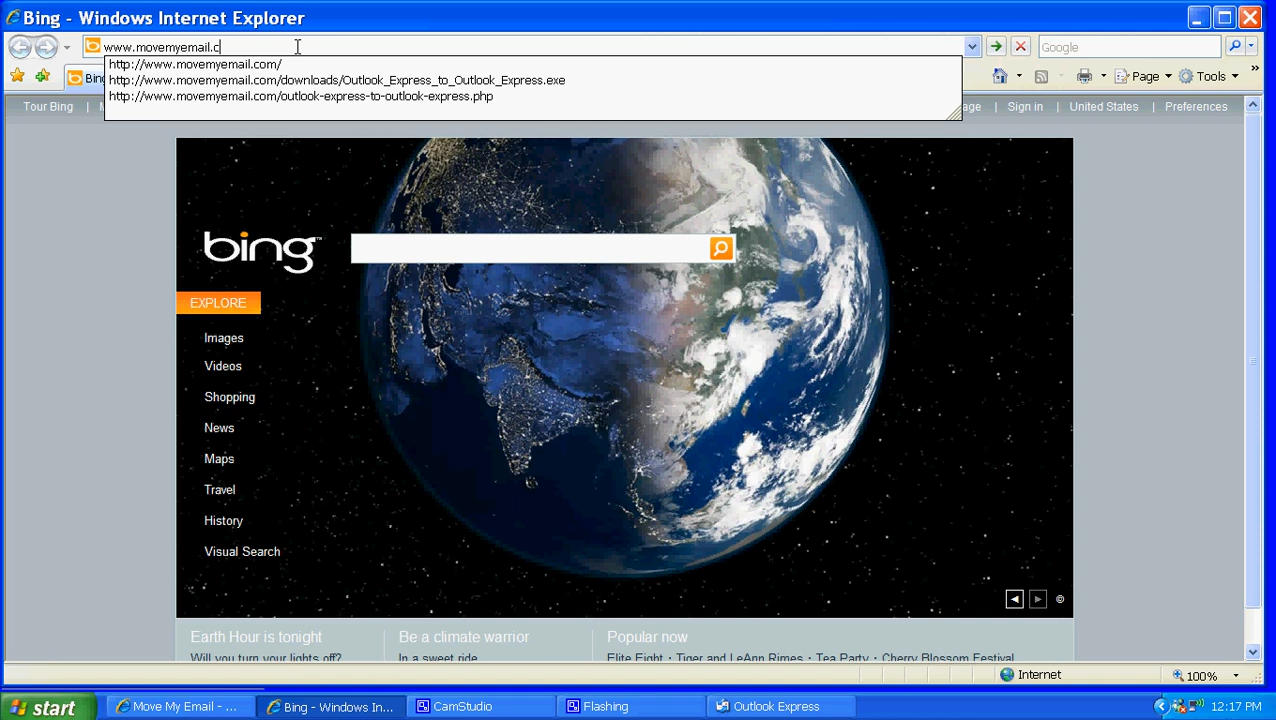 Bing - Windows Internet Explorer
www.movemyemail.c
Google
http://www.movemyemail.com/
http://www.movemyemail.com/downloads/Outlook_Express_to_Outlook_Express.exe
http://www.movemyemail.com/outlook-express-to-outlook-express.php
Bing
Page
Tools
Tour Bing | M
age | Sign in | United States | Preferences
bing™
EXPLORE
Images
Videos
Shopping
News
Maps
Travel
History
Visual Search
©
Earth Hour is tonight
Will you turn your lights off?
Be a climate warrior
In a sweet ride
Popular now
Elite Eight · Tiger and LeAnn Rimes · Tea Party · Cherry Blossom Festival
Internet
100%
start
Move My Email - ...
Bing - Windows In...
CamStudio
Flashing
Outlook Express
12:17 PM